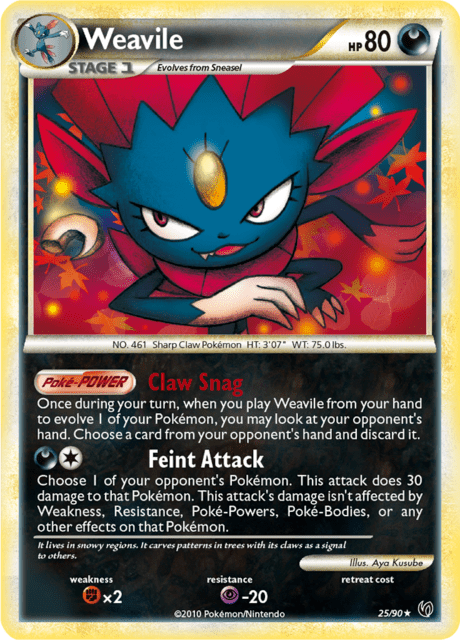 Weavile
HP 80
STAGE 1
Evolves from Sneasel
NO. 461 Sharp Claw Pokémon HT: 3'07" WT: 75.0 lbs.
Poké-POWER Claw Snag
Once during your turn, when you play Weavile from your hand
to evolve 1 of your Pokémon, you may look at your opponent's
hand. Choose a card from your opponent's hand and discard it.
Feint Attack
Choose 1 of your opponent's Pokémon. This attack does 30
damage to that Pokémon. This attack's damage isn't affected by
Weakness, Resistance, Poké-Powers, Poké-Bodies, or any
other effects on that Pokémon.
It lives in snowy regions. It carves patterns in trees with its claws as a signal
to others.
Illus. Aya Kusube
weakness resistance retreat cost
×2 -20
©2010 Pokémon/Nintendo 25/90★